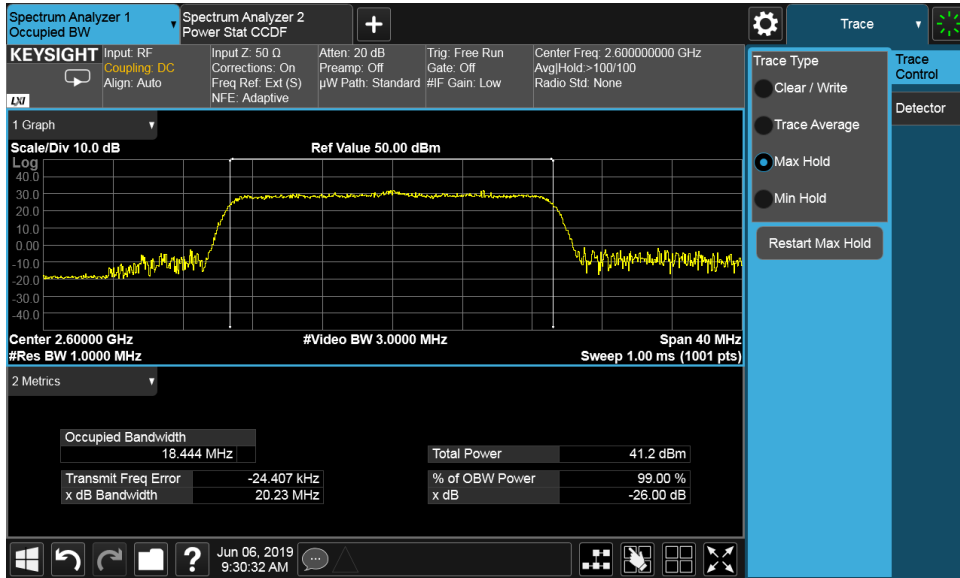 Spectrum Analyzer 1
Occupied BW
Spectrum Analyzer 2
Power Stat CCDF
Trace
KEYSIGHT
LXI
Input: RF
Coupling: DC
Align: Auto
Input Z: 50 Ω
Corrections: On
Freq Ref: Ext (S)
NFE: Adaptive
Atten: 20 dB
Preamp: Off
µW Path: Standard
Trig: Free Run
Gate: Off
#IF Gain: Low
Center Freq: 2.600000000 GHz
Avg|Hold:>100/100
Radio Std: None
1 Graph
Scale/Div 10.0 dB
Ref Value 50.00 dBm
Log
40.0
30.0
20.0
10.0
0.00
-10.0
-20.0
-30.0
-40.0
Center 2.60000 GHz
#Video BW 3.0000 MHz
Span 40 MHz
#Res BW 1.0000 MHz
Sweep 1.00 ms (1001 pts)
2 Metrics
Occupied Bandwidth
18.444 MHz
Total Power 41.2 dBm
Transmit Freq Error -24.407 kHz
% of OBW Power 99.00 %
x dB Bandwidth 20.23 MHz
x dB -26.00 dB
?
Jun 06, 2019
9:30:32 AM
Trace Type
Clear / Write
Trace Average
Max Hold
Min Hold
Restart Max Hold
Trace
Control
Detector